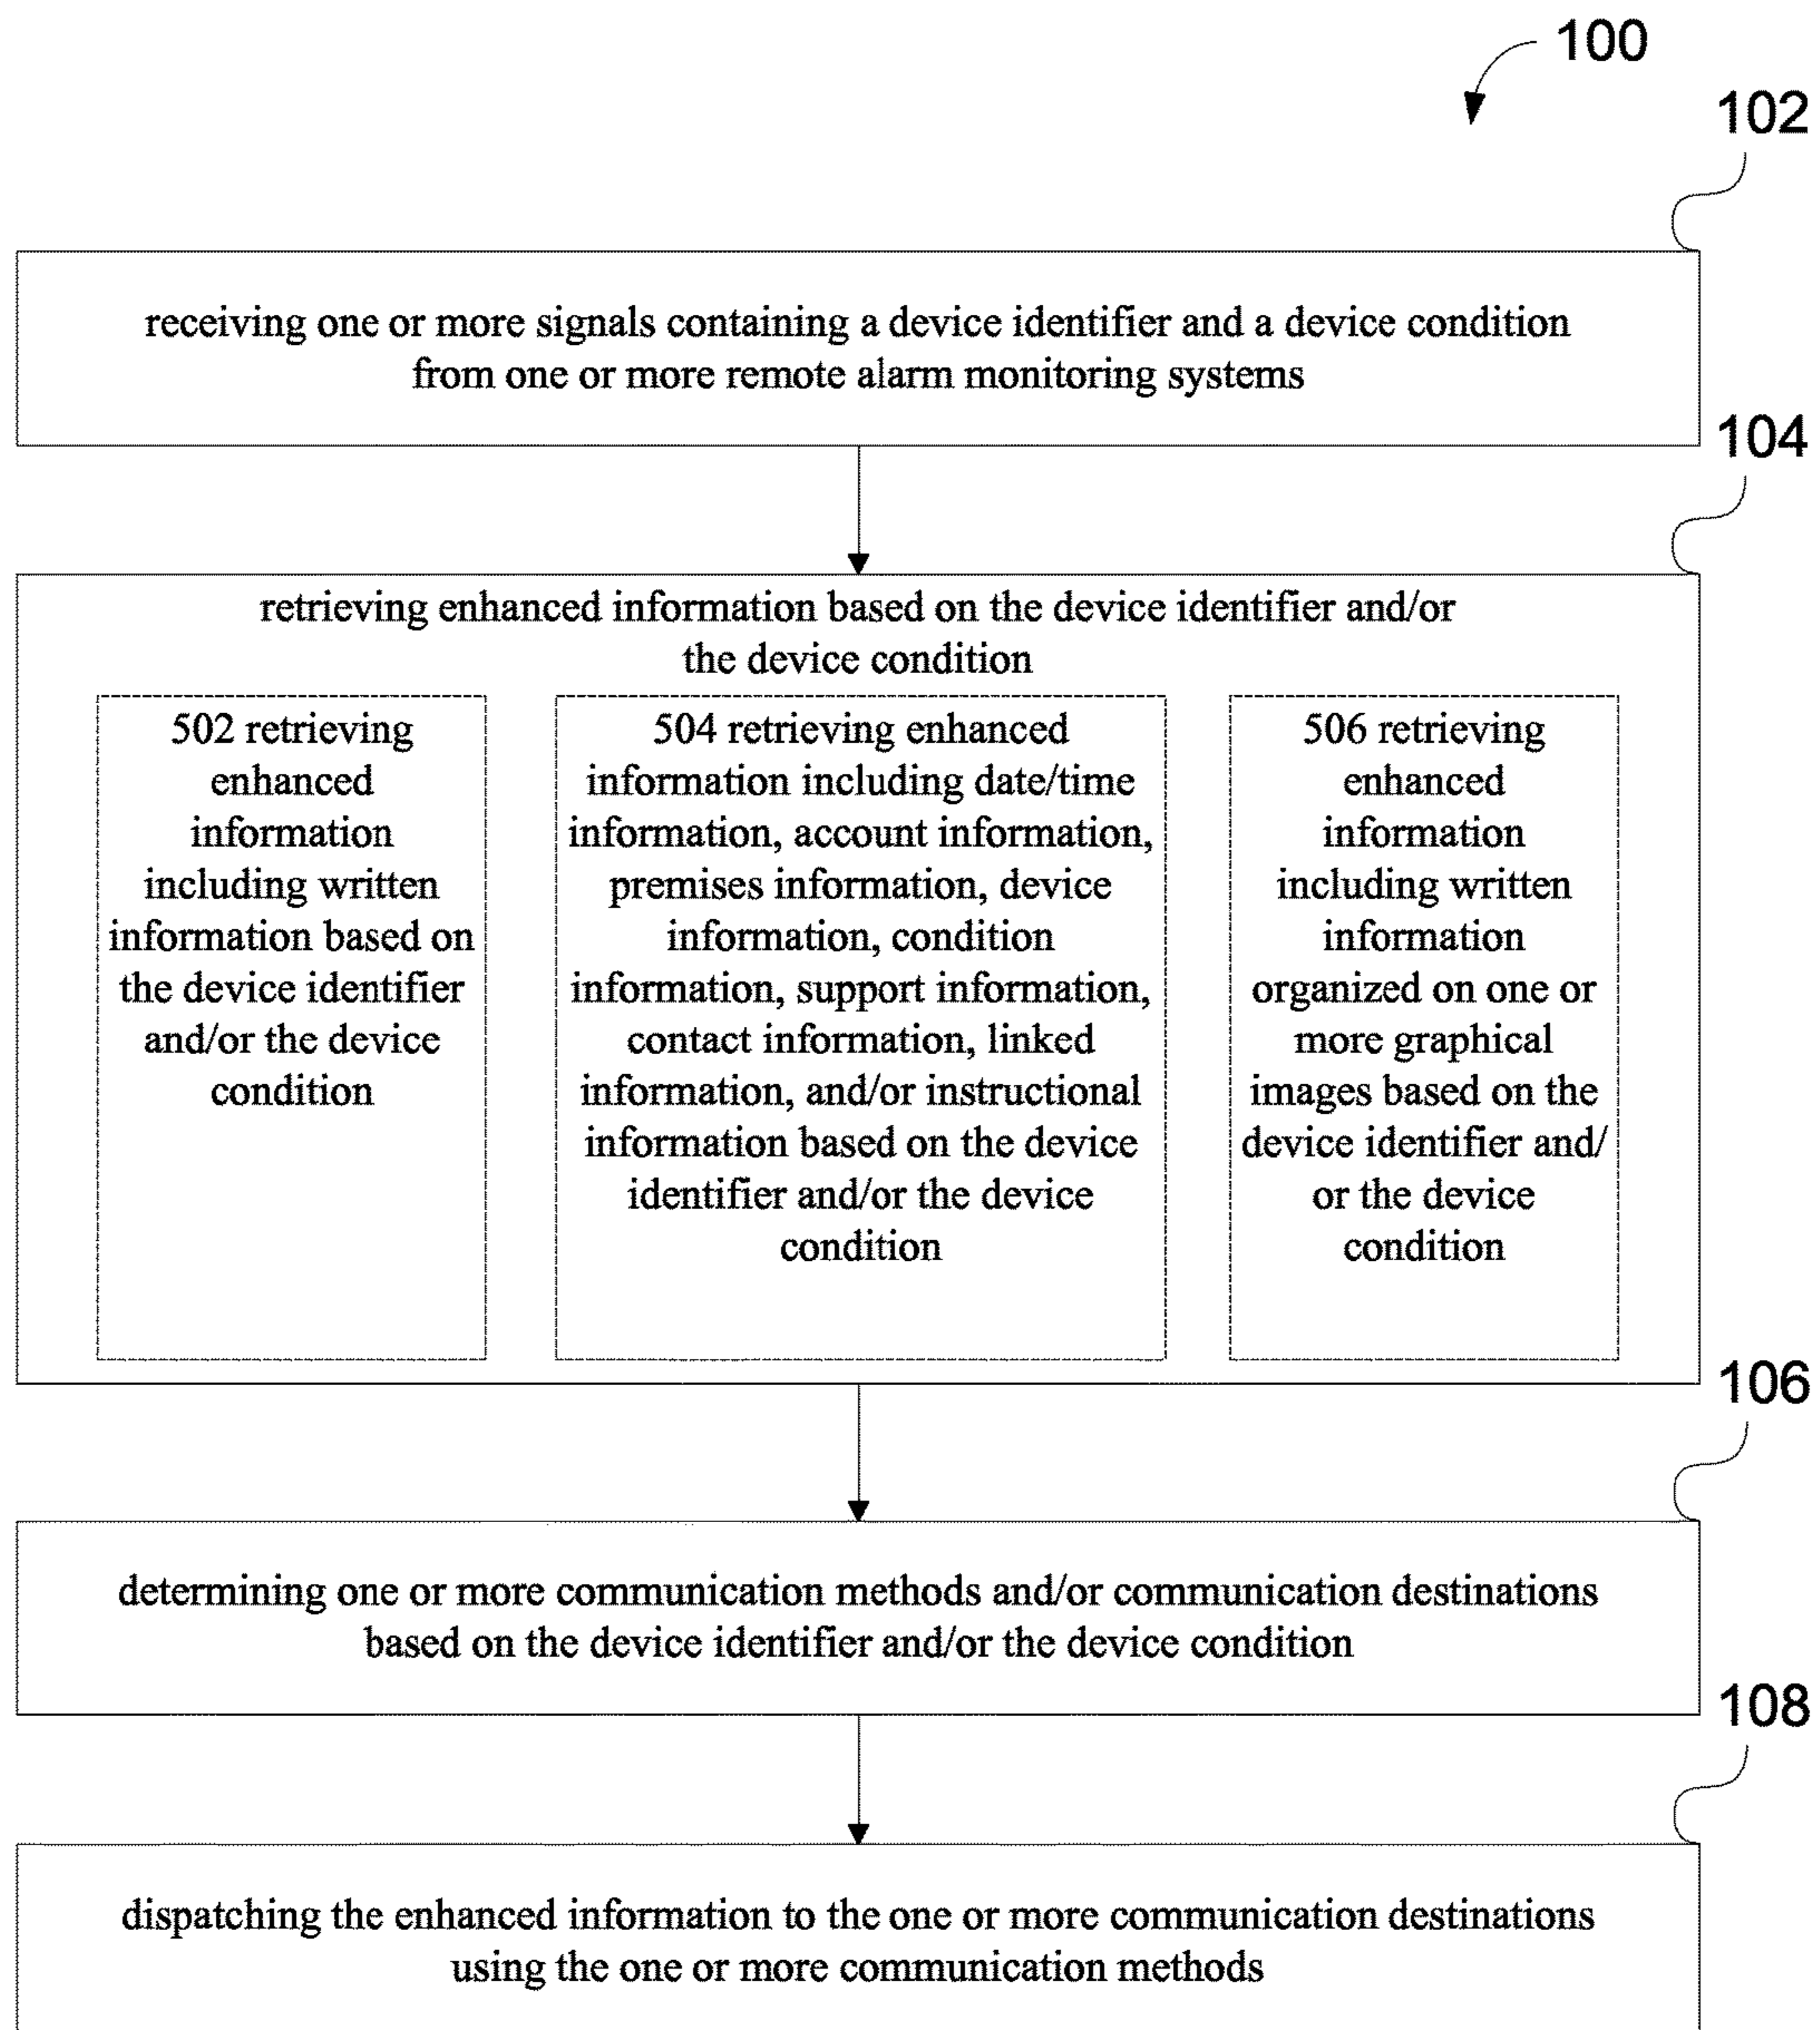 100
102
receiving one or more signals containing a device identifier and a device condition
from one or more remote alarm monitoring systems
104
retrieving enhanced information based on the device identifier and/or
the device condition
502 retrieving
enhanced
information
including written
information based on
the device identifier
and/or the device
condition
504 retrieving enhanced
information including date/time
information, account information,
premises information, device
information, condition
information, support information,
contact information, linked
information, and/or instructional
information based on the device
identifier and/or the device
condition
506 retrieving
enhanced
information
including written
information
organized on one or
more graphical
images based on the
device identifier and/
or the device
condition
106
determining one or more communication methods and/or communication destinations
based on the device identifier and/or the device condition
108
dispatching the enhanced information to the one or more communication destinations
using the one or more communication methods